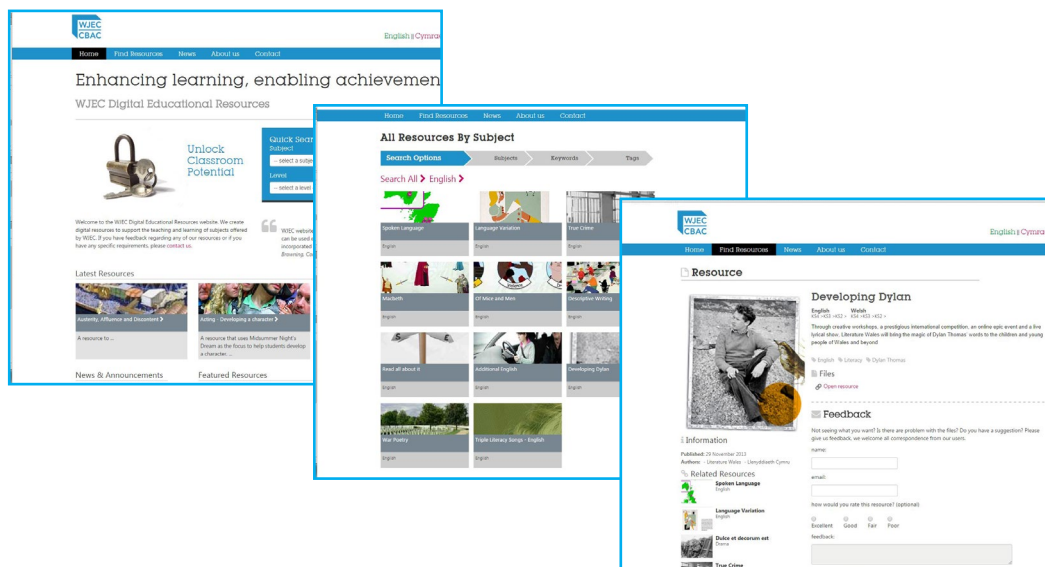 WJEC
CBAC
English || Cymra
Home Find Resources News About us Contact
Enhancing learning, enabling achievemen
WJEC Digital Educational Resources
Unlock
Classroom
Potential
Quick Sear
Subject
-- select a subje
Level
-- select a level
Welcome to the WJEC Digital Educational Resources website. We create
digital resources to support the teaching and learning of subjects offered
by WJEC. If you have feedback regarding any of our resources or if you
have any specific requirements, please contact us.
WJEC website
can be used
incorporated
Browning. Co
Latest Resources
Austerity, Affluence and Discontent
A resource to ...
Acting - Developing a character
A resource that uses Midsummer Night's
Dream as the focus to help students develop
a character. ...
News & Announcements
Featured Resources
Home Find Resources News About us Contact
All Resources By Subject
Search Options Subjects Keywords Tags
Search All English
Spoken Language
English
Language Variation
English
True Crime
English
Macbeth
English
Of Mice and Men
English
Descriptive Writing
English
Read all about it
English
Additional English
English
Developing Dylan
English
War Poetry
English
Triple Literacy Songs - English
English
WJEC
CBAC
English || Cymra
Home Find Resources News About us Contact
Resource
Developing Dylan
English Welsh
KS4 >KS3 >KS2 > KS4 >KS3 >KS2 >
Through creative workshops, a prestigious international competition, an online epic event and a live
lyrical show, Literature Wales will bring the magic of Dylan Thomas' words to the children and young
people of Wales and beyond
English Literacy Dylan Thomas
Files
Open resource
Feedback
Not seeing what you want? Is there are problem with the files? Do you have a suggestion? Please
give us feedback, we welcome all correspondence from our users.
name:
email:
how would you rate this resource? (optional)
Excellent Good Fair Poor
feedback:
Information
Published: 29 November 2013
Authors: - Literature Wales - Llenyddiaeth Cymru
Related Resources
Spoken Language
English
Language Variation
English
Dulce et decorum est
Drama
True Crime